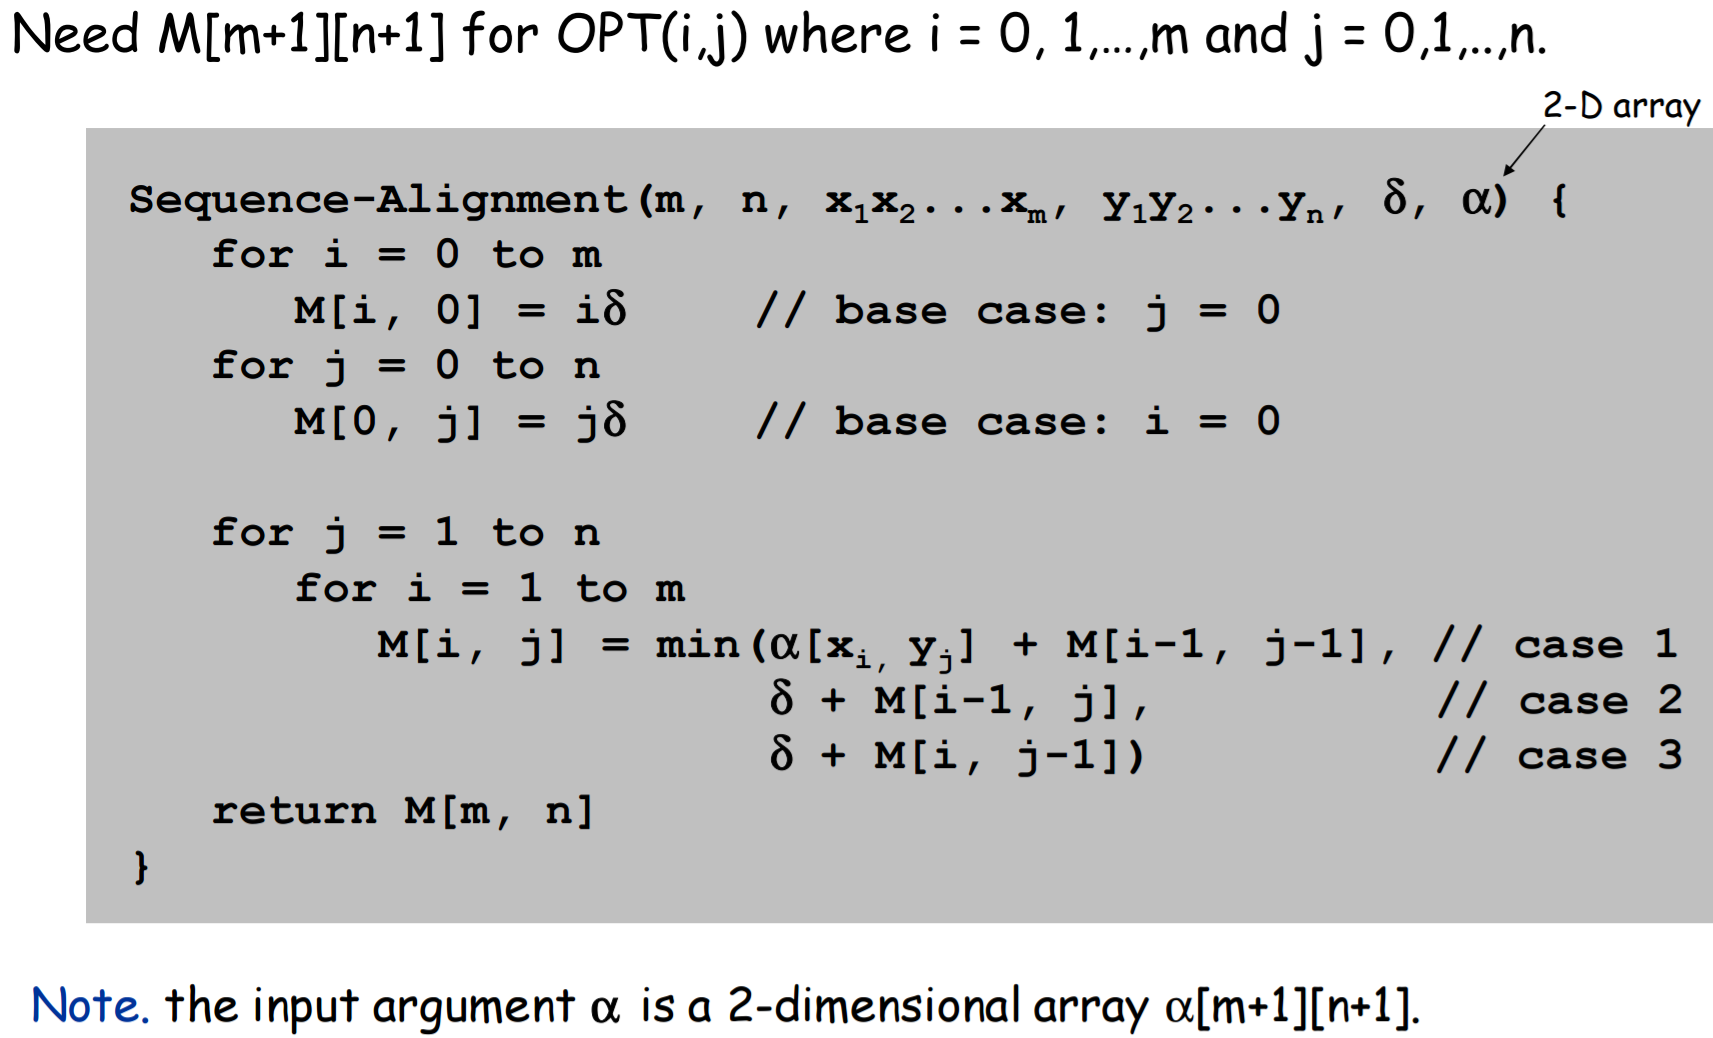 Need M[m+1][n+1] for OPT(i,j) where i = 0, 1,...,m and j = 0,1,..,n.
2-D array
Sequence-Alignment(m, n, x₁x₂...xₘ, y₁y₂...yₙ, δ, α) {
for i = 0 to m
M[i, 0] = iδ // base case: j = 0
for j = 0 to n
M[0, j] = jδ // base case: i = 0
for j = 1 to n
for i = 1 to m
M[i, j] = min(α[xᵢ, yⱼ] + M[i-1, j-1], // case 1
δ + M[i-1, j], // case 2
δ + M[i, j-1]) // case 3
return M[m, n]
}
Note. the input argument α is a 2-dimensional array α[m+1][n+1].